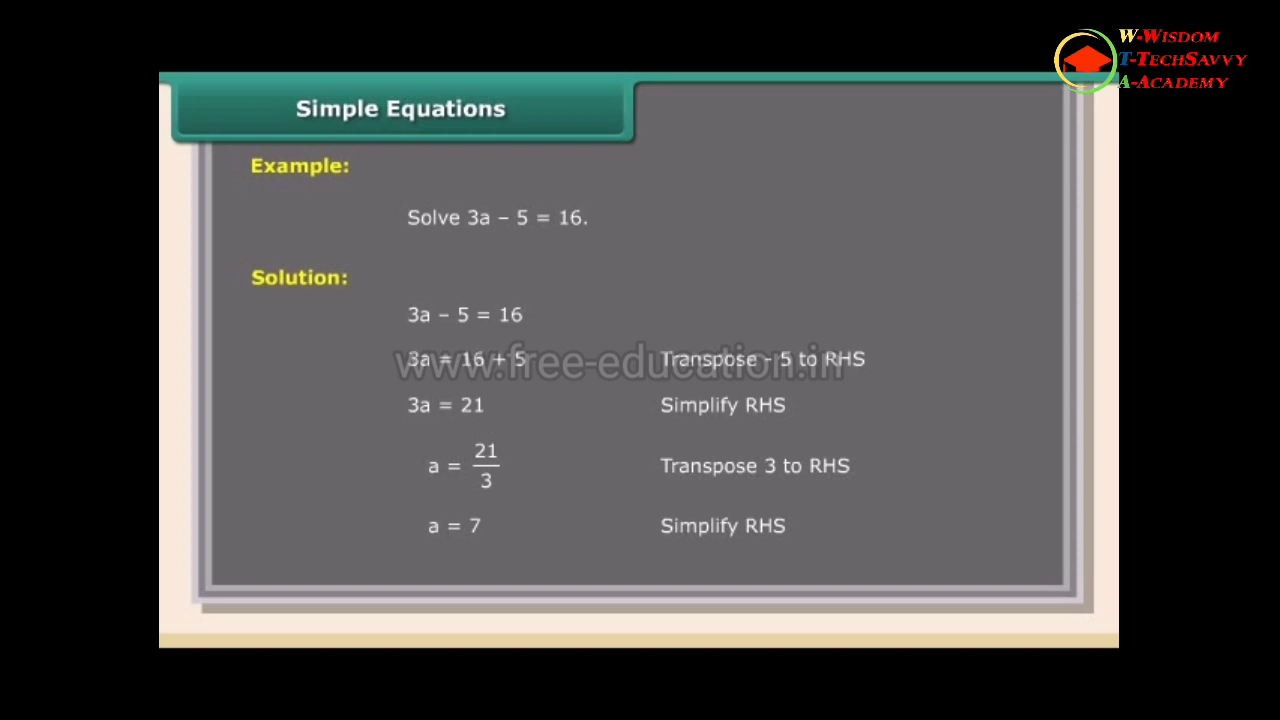 W-Wisdom
T-TechSavvy
A-Academy
Simple Equations
Example:
Solve 3a – 5 = 16.
Solution:
3a – 5 = 16
3a = 16 + 5 Transpose - 5 to RHS
www.free-education.in
3a = 21 Simplify RHS
a = 21/3 Transpose 3 to RHS
a = 7 Simplify RHS